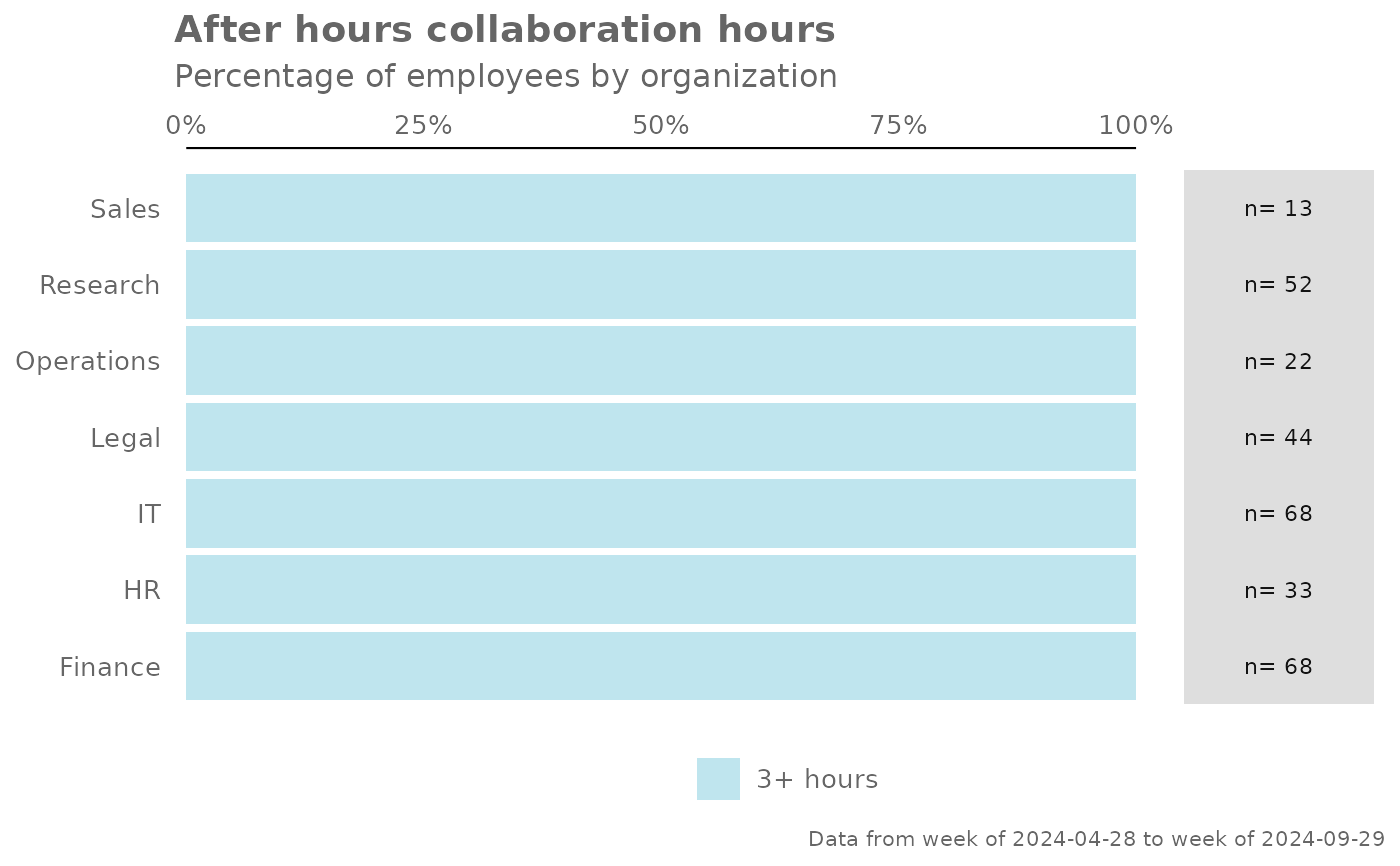 After hours collaboration hours
Percentage of employees by organization
0% 25% 50% 75% 100%
Sales n= 13
Research n= 52
Operations n= 22
Legal n= 44
IT n= 68
HR n= 33
Finance n= 68
3+ hours
Data from week of 2024-04-28 to week of 2024-09-29